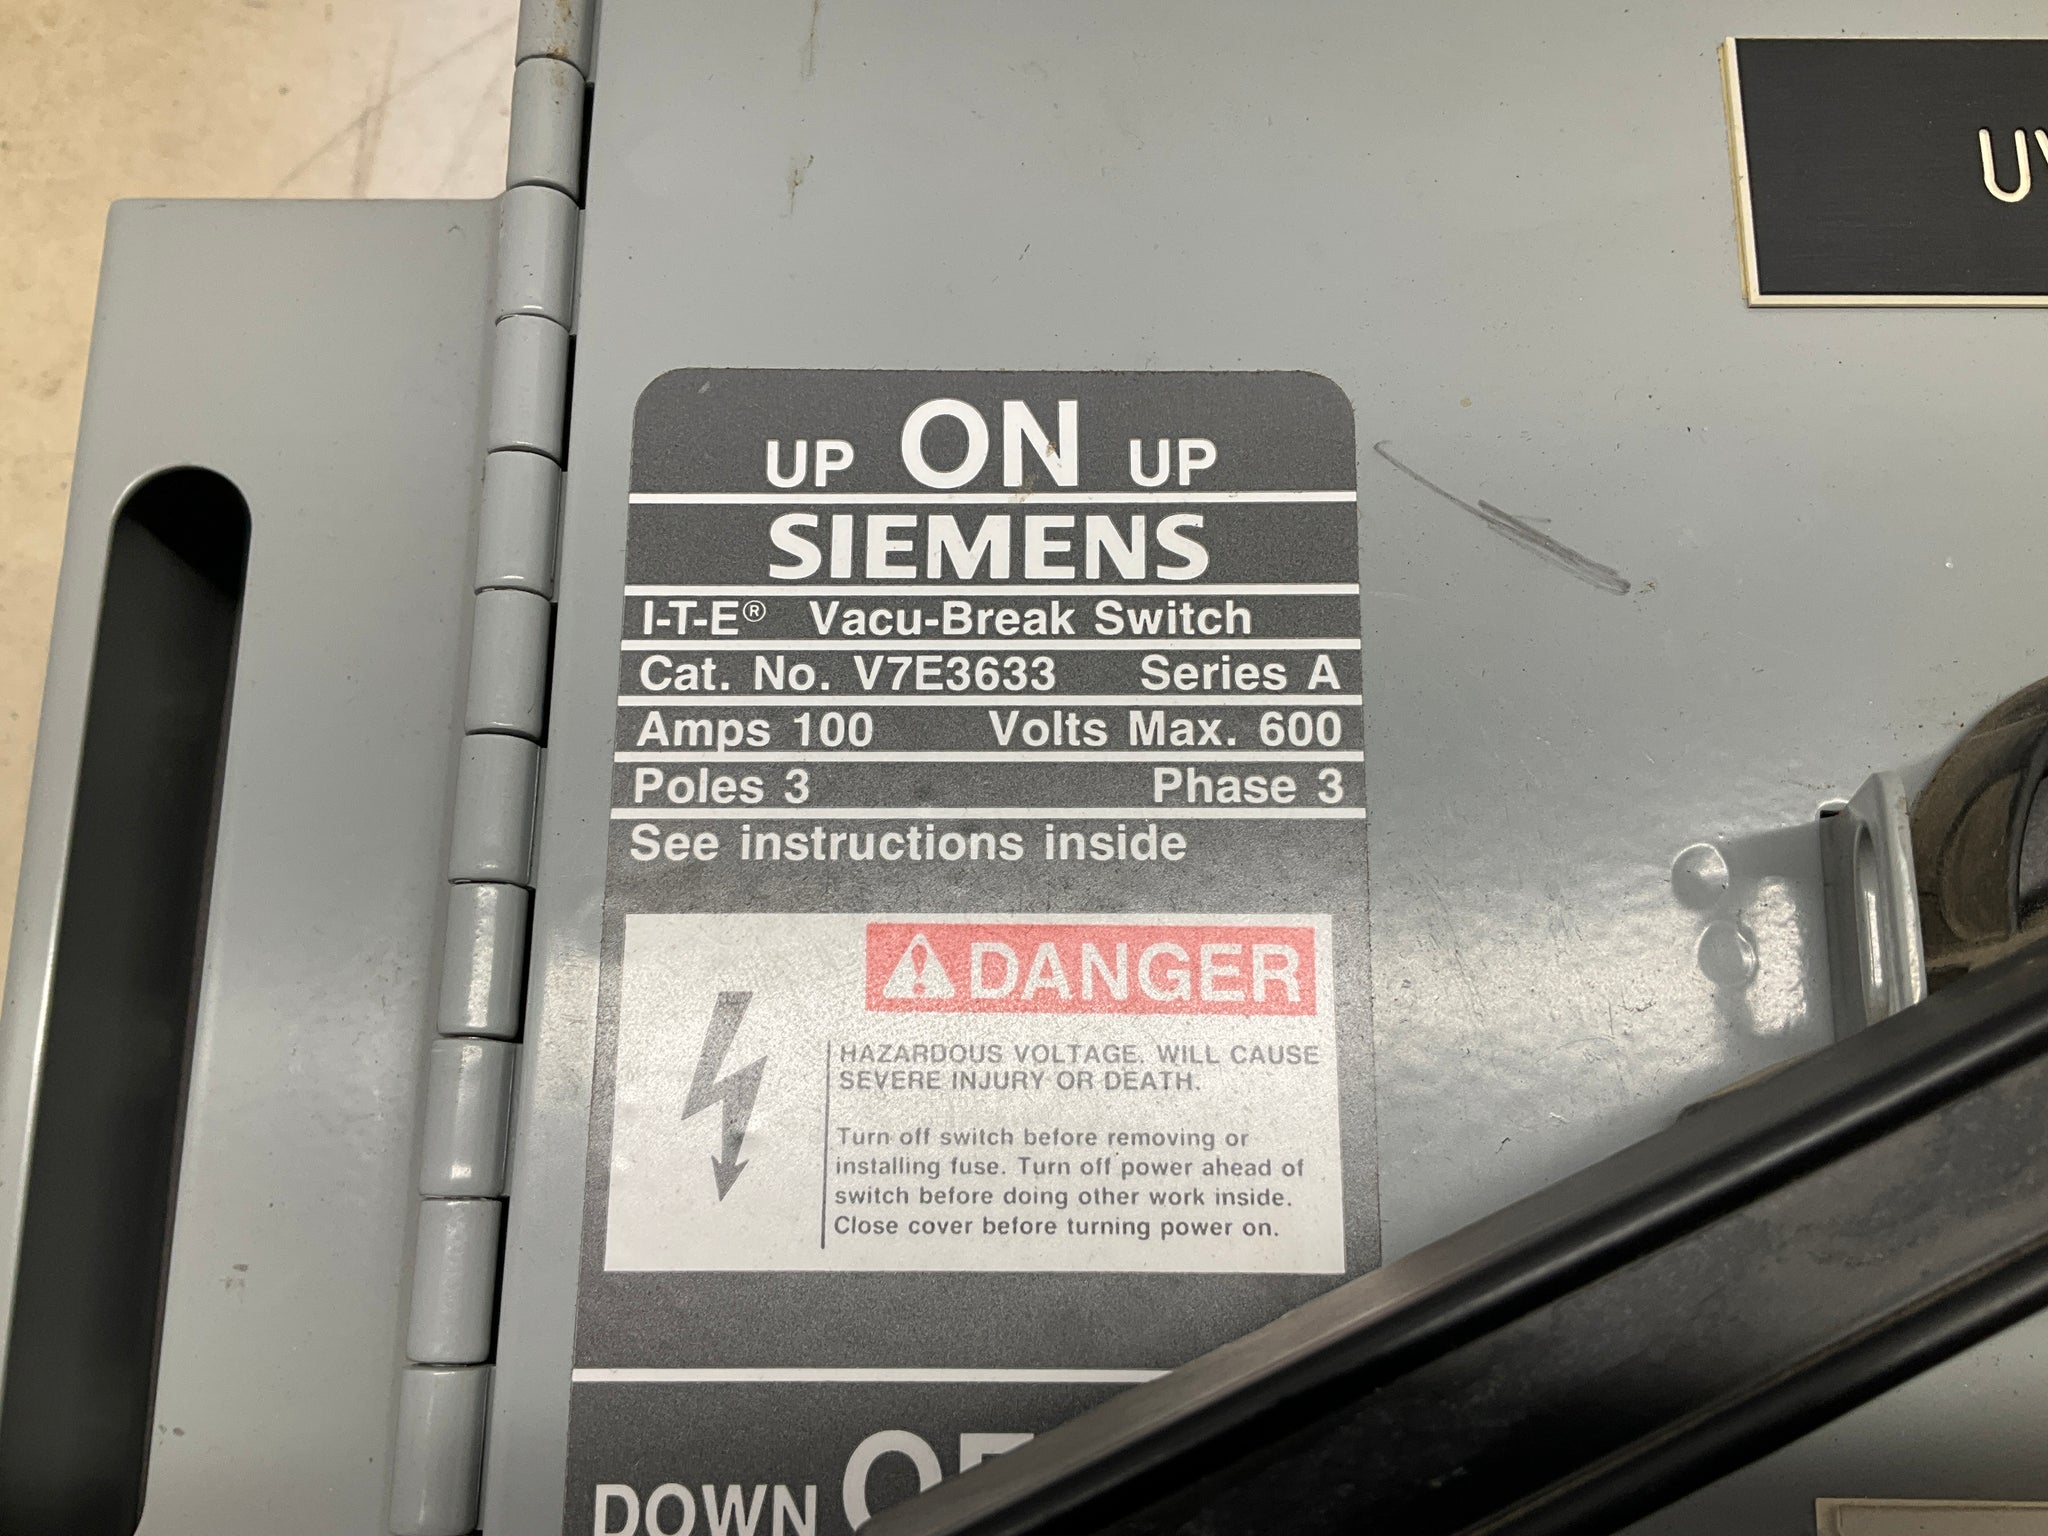 UP ON UP
SIEMENS
I-T-E® Vacu-Break Switch
Cat. No. V7E3633 Series A
Amps 100 Volts Max. 600
Poles 3 Phase 3
See instructions inside
DANGER
HAZARDOUS VOLTAGE. WILL CAUSE
SEVERE INJURY OR DEATH.
Turn off switch before removing or
installing fuse. Turn off power ahead of
switch before doing other work inside.
Close cover before turning power on.
DOWN